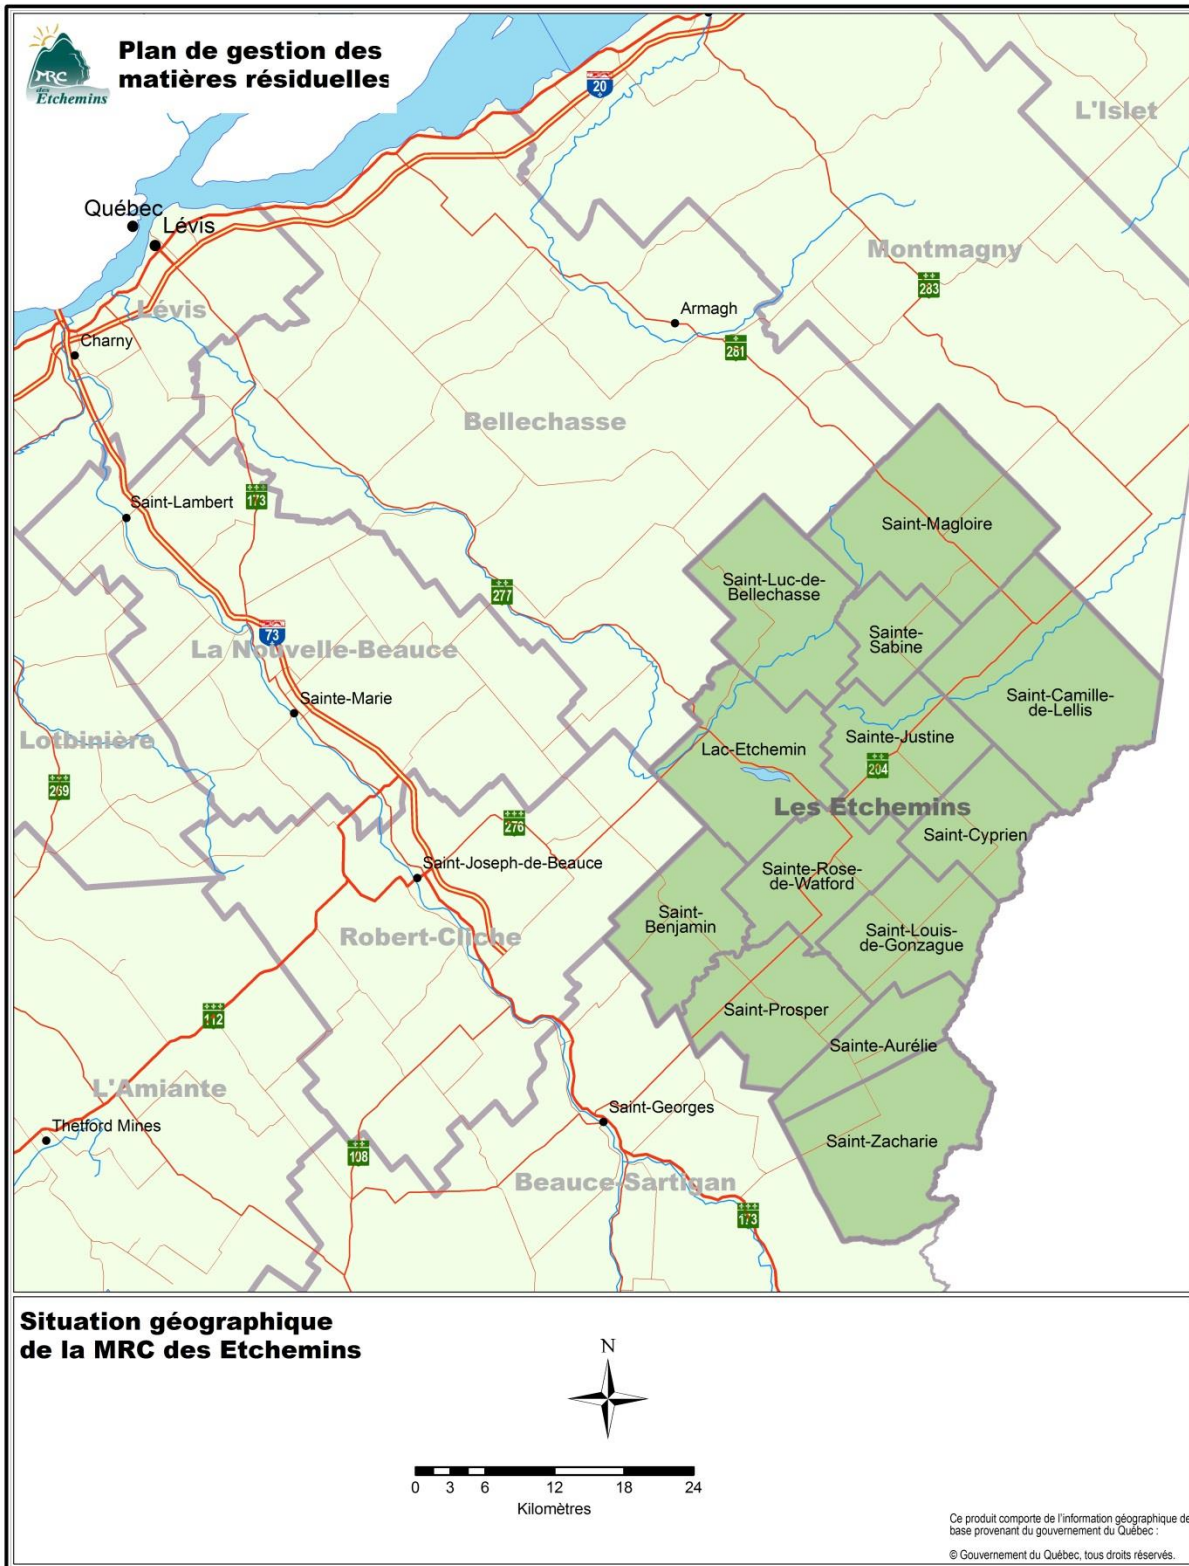 MRC
des
Etchemins
Plan de gestion des
matières résiduelles
20
L'Islet
Québec
Lévis
Montmagny
283
Lévis
Armagh
Charny
281
Bellechasse
Saint-Lambert
173
Saint-Magloire
Saint-Luc-de-
Bellechasse
277
Sainte-
Sabine
73
La Nouvelle-Beauce
Saint-Camille-
de-Lellis
Sainte-Marie
Lotbinière
Lac-Etchemin
Sainte-Justine
204
269
Les Etchemins
276
Saint-Cyprien
Saint-Joseph-de-Beauce
Sainte-Rose-
de-Watford
Saint-
Benjamin
Saint-Louis-
de-Gonzague
Robert-Cliche
112
Saint-Prosper
Sainte-Aurélie
L'Amiante
Saint-Georges
Thetford Mines
Saint-Zacharie
108
Beauce-Sartigan
173
Situation géographique
de la MRC des Etchemins
N
0 3 6 12 18 24
Kilomètres
Ce produit comporte de l'information géographique de
base provenant du gouvernement du Québec :
© Gouvernement du Québec, tous droits réservés.